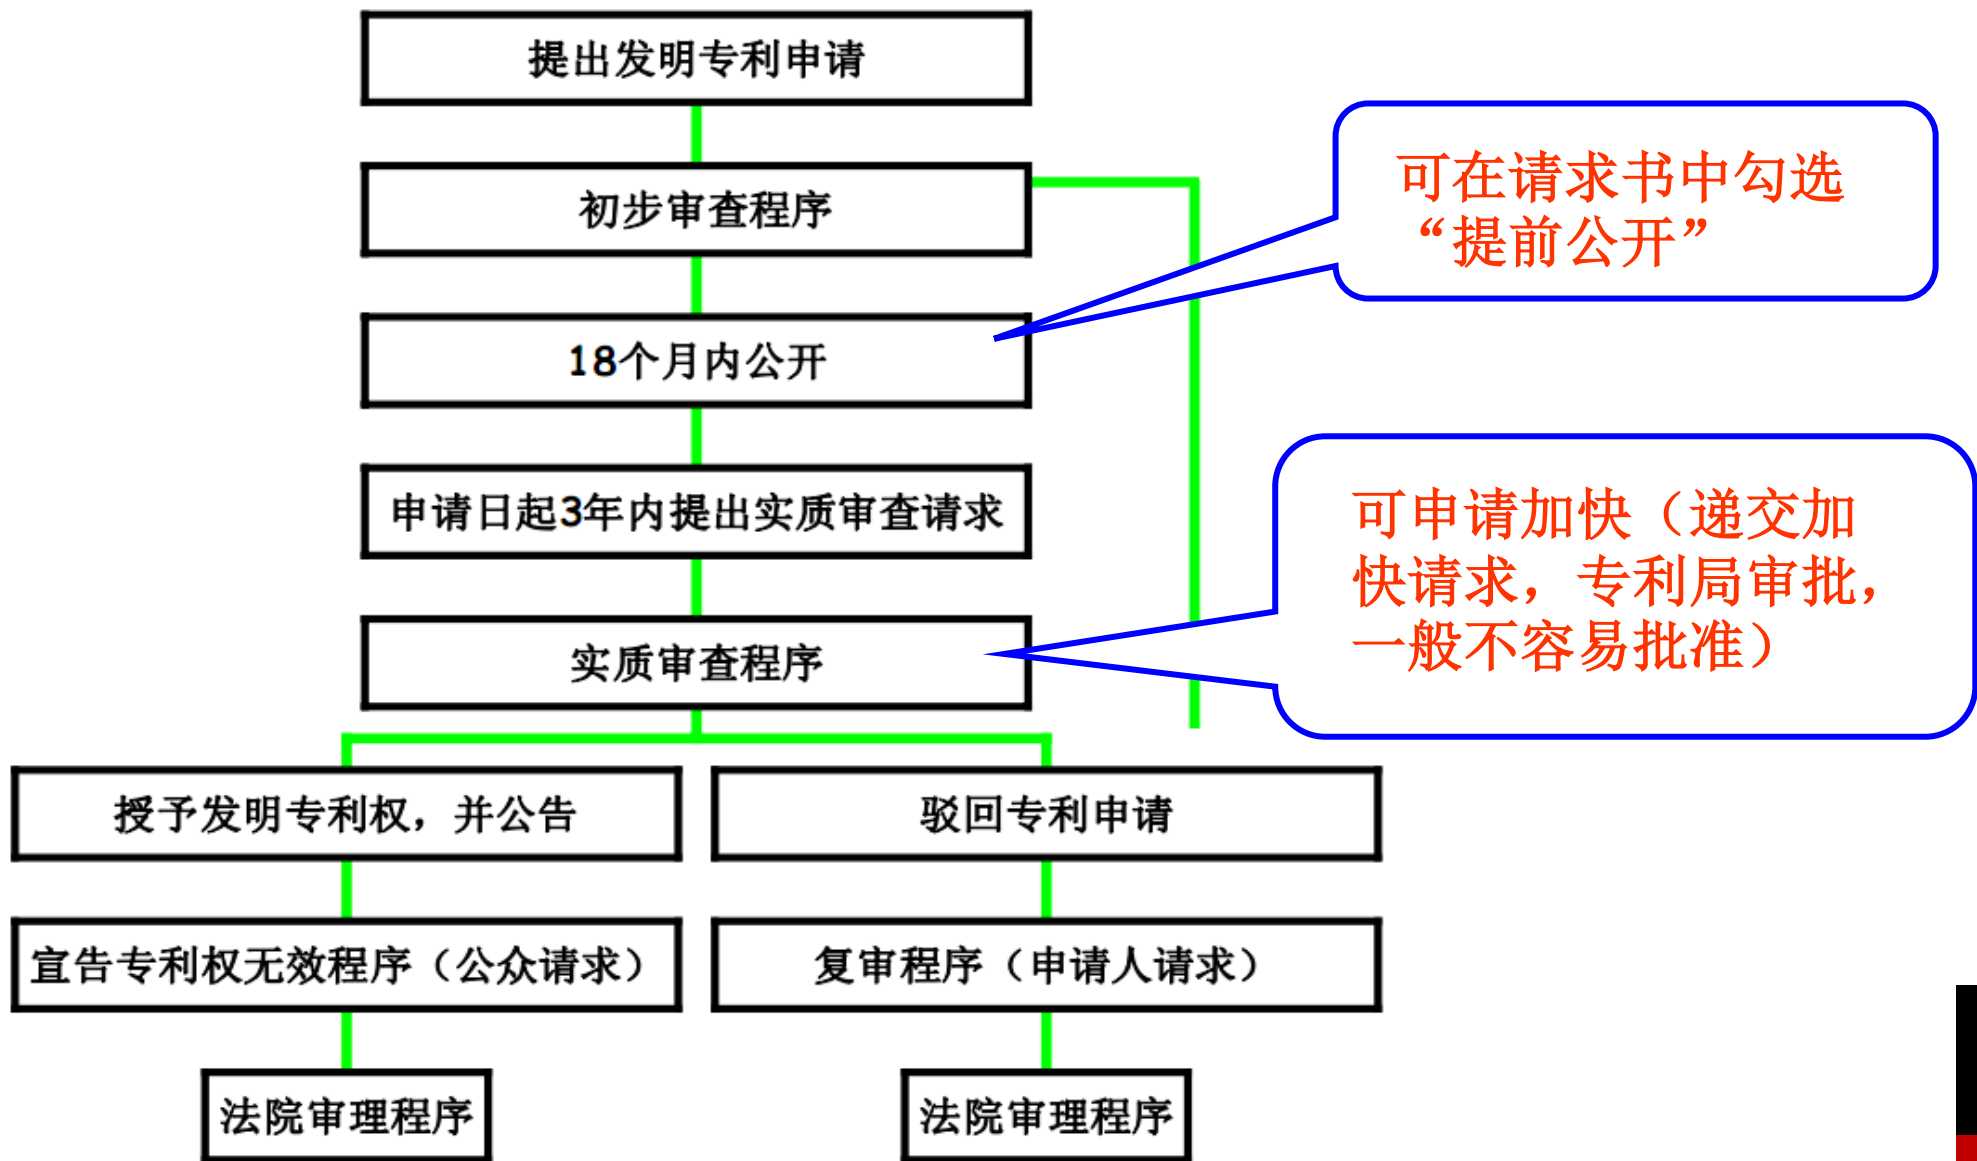 提出发明专利申请
初步审查程序
可在请求书中勾选
“提前公开”
18个月内公开
申请日起3年内提出实质审查请求
可申请加快（递交加
快请求，专利局审批，
一般不容易批准）
实质审查程序
授予发明专利权，并公告
驳回专利申请
宣告专利权无效程序（公众请求）
复审程序（申请人请求）
法院审理程序
法院审理程序